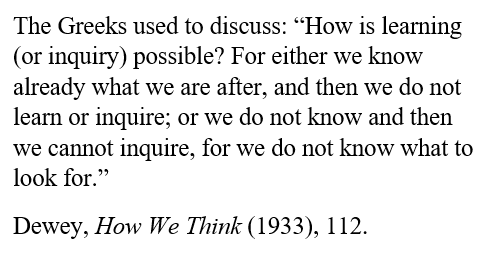 The Greeks used to discuss: “How is learning
(or inquiry) possible? For either we know
already what we are after, and then we do not
learn or inquire; or we do not know and then
we cannot inquire, for we do not know what to
look for.”
Dewey, How We Think (1933), 112.